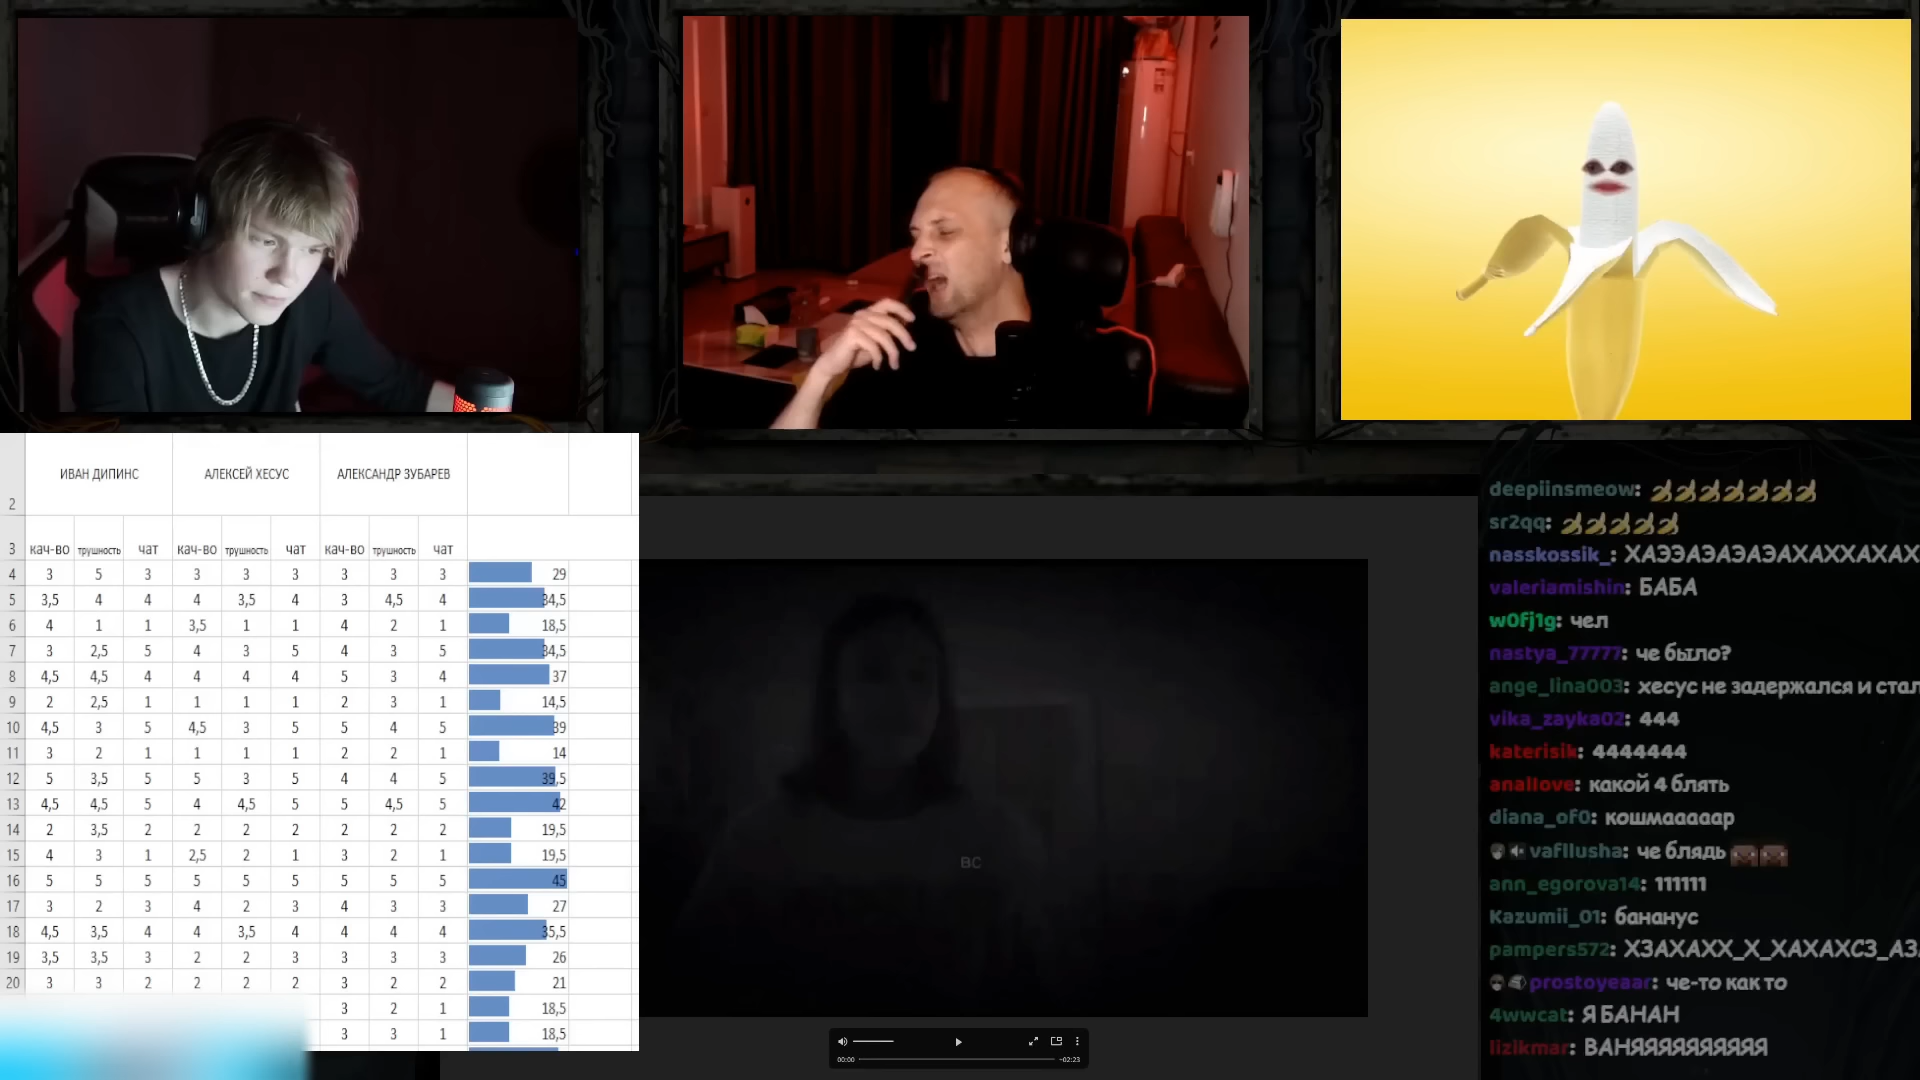 ИВАН ДИПИНС АЛЕКСЕЙ ХЕСУС АЛЕКСАНДР ЗУБАРЕВ
2
3 кач-во трушность чат кач-во трушность чат кач-во трушность чат
4 3 5 3 3 3 3 3 3 3 29
5 3,5 4 4 4 3,5 4 3 4,5 4 34,5
6 4 1 1 3,5 1 1 4 2 1 18,5
7 3 2,5 5 4 3 5 4 3 5 34,5
8 4,5 4,5 4 4 4 4 5 3 4 37
9 2 2,5 1 1 1 1 2 3 1 14,5
10 4,5 3 5 4,5 3 5 5 4 5 39
11 3 2 1 1 1 1 2 2 1 14
12 5 3,5 5 5 3 5 4 4 5 39,5
13 4,5 4,5 5 4 4,5 5 5 4,5 5 42
14 2 3,5 2 2 2 2 2 2 2 19,5
15 4 3 1 2,5 2 1 3 2 1 19,5
16 5 5 5 5 5 5 5 5 5 45
17 3 2 3 4 2 3 4 3 3 27
18 4,5 3,5 4 4 3,5 4 4 4 4 35,5
19 3,5 3,5 3 2 2 3 3 3 3 26
20 3 3 2 2 2 2 3 2 2 21
3 2 1 18,5
3 3 1 18,5
ВС
00:00 -02:23
deepiinsmeow: 🍌🍌🍌🍌🍌🍌🍌
sr2qq: 🍌🍌🍌🍌🍌
nasskossik_: ХАЭЭАЭАЭАЭАХАХХАХАХ
valeriamishin: БАБА
w0fj1g: чел
nastya_77777: че было?
ange_lina003: хесус не задержался и стал
vika_zayka02: 444
katerisik: 4444444
anallove: какой 4 блять
diana_of0: кошмаааар
vafllusha: че блядь
ann_egorova14: 111111
Kazumii_01: бананус
pampers572: ХЗАХАХХ_Х_ХАХАХСЗ_АЗ
prostoyeaar: че-то как то
4wwcat: Я БАНАН
lizikmar: ВАНЯЯЯЯЯЯЯЯЯЯ